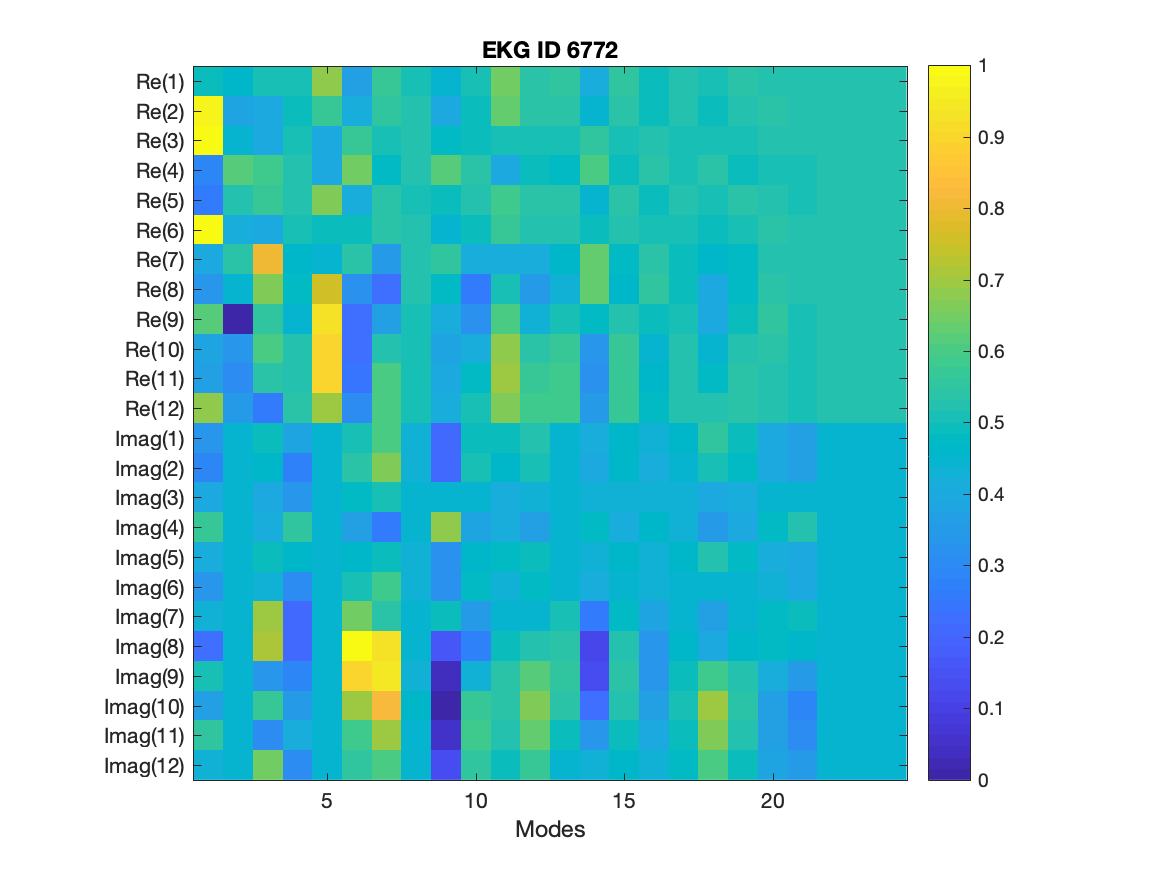 EKG ID 6772
Re(1)
Re(2)
Re(3)
Re(4)
Re(5)
Re(6)
Re(7)
Re(8)
Re(9)
Re(10)
Re(11)
Re(12)
Imag(1)
Imag(2)
Imag(3)
Imag(4)
Imag(5)
Imag(6)
Imag(7)
Imag(8)
Imag(9)
Imag(10)
Imag(11)
Imag(12)
5 10 15 20
Modes
1
0.9
0.8
0.7
0.6
0.5
0.4
0.3
0.2
0.1
0